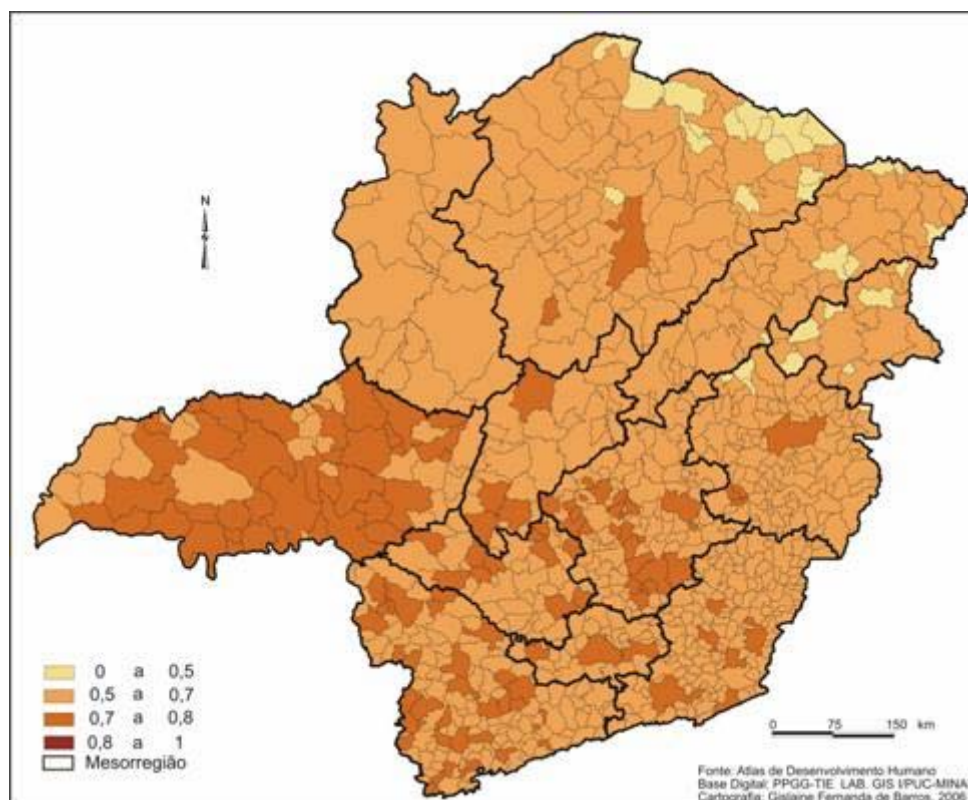 N
0 a 0,5
0,5 a 0,7
0,7 a 0,8
0,8 a 1
Mesorregião
0 75 150 km
Fonte: Atlas de Desenvolvimento Humano
Base Digital: PPGG-TIE. LAB. GIS I/PUC-MINA
Cartografia: Gislaine Fernanda de Barros, 2006